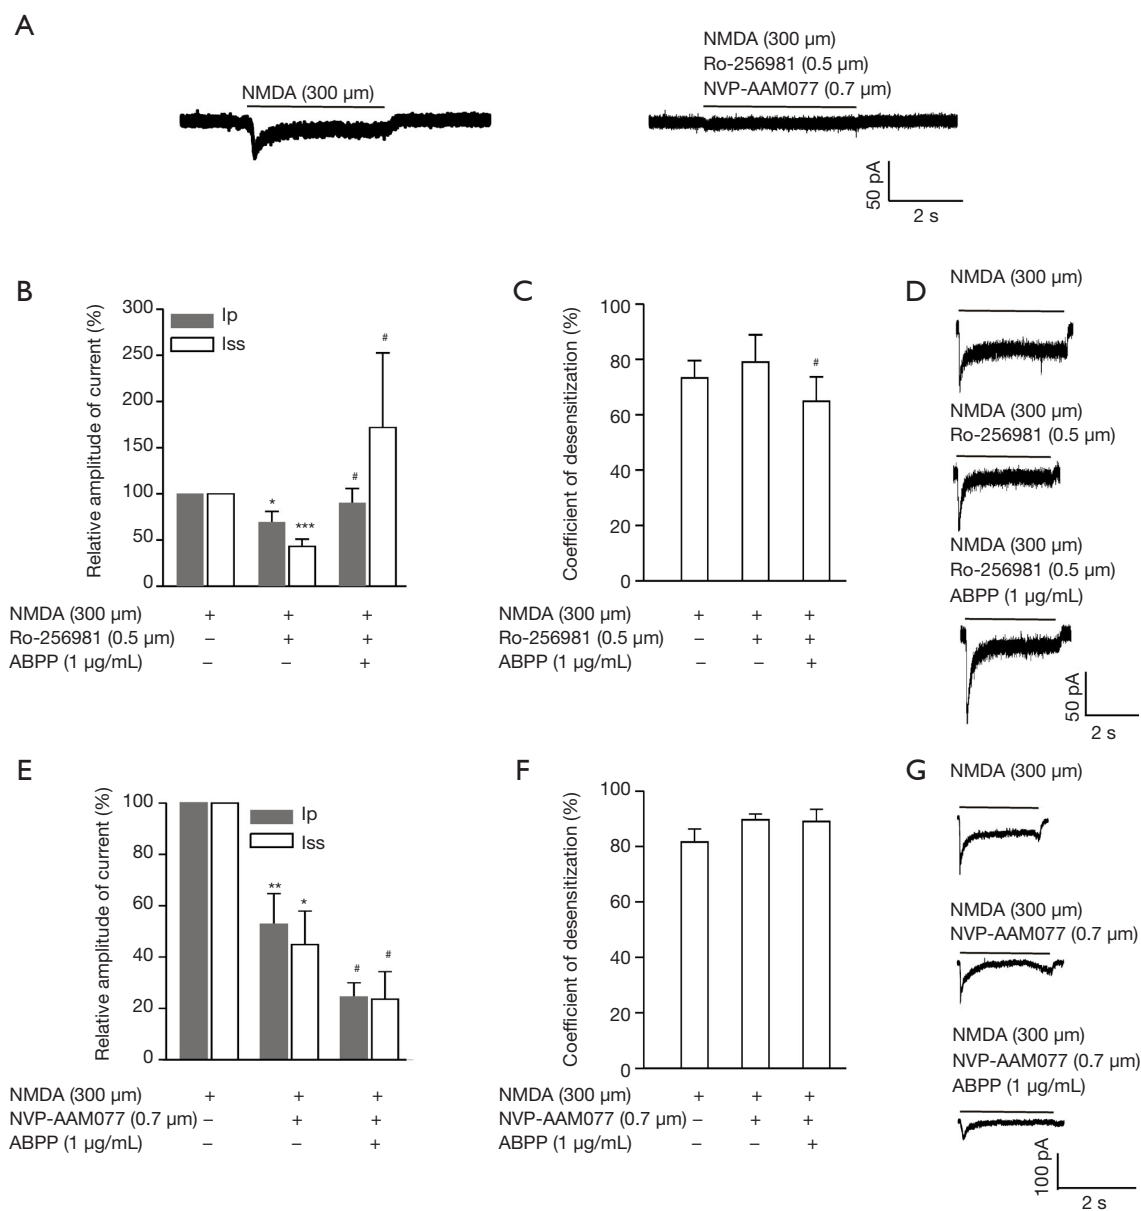 A
NMDA (300 µm)
NMDA (300 µm)
Ro-256981 (0.5 µm)
NVP-AAM077 (0.7 µm)
50 pA
2 s
B
Relative amplitude of current (%)
300
250
200
150
100
50
0
Ip
Iss
*
***
#
#
NMDA (300 µm) + + +
Ro-256981 (0.5 µm) – + +
ABPP (1 µg/mL) – – +
C
Coefficient of desensitization (%)
100
80
60
40
20
0
#
NMDA (300 µm) + + +
Ro-256981 (0.5 µm) – + +
ABPP (1 µg/mL) – – +
D
NMDA (300 µm)
NMDA (300 µm)
Ro-256981 (0.5 µm)
NMDA (300 µm)
Ro-256981 (0.5 µm)
ABPP (1 µg/mL)
50 pA
2 s
E
Relative amplitude of current (%)
100
80
60
40
20
0
Ip
Iss
**
*
#
#
NMDA (300 µm) + + +
NVP-AAM077 (0.7 µm) – + +
ABPP (1 µg/mL) – – +
F
Coefficient of desensitization (%)
100
80
60
40
20
0
NMDA (300 µm) + + +
NVP-AAM077 (0.7 µm) – + +
ABPP (1 µg/mL) – – +
G
NMDA (300 µm)
NMDA (300 µm)
NVP-AAM077 (0.7 µm)
NMDA (300 µm)
NVP-AAM077 (0.7 µm)
ABPP (1 µg/mL)
100 pA
2 s